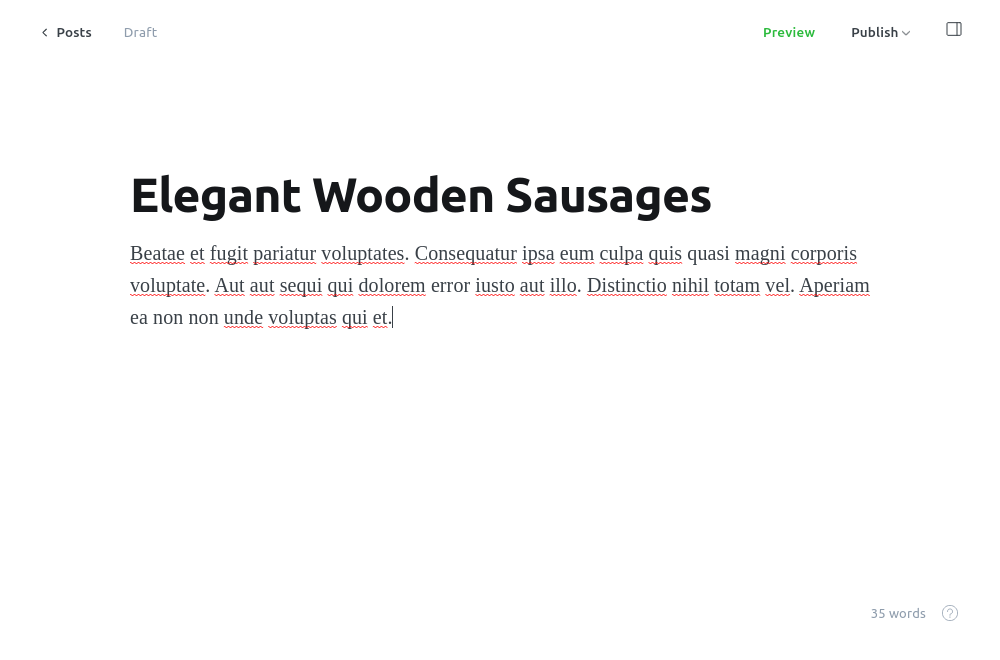 Posts Draft Preview Publish
Elegant Wooden Sausages
Beatae et fugit pariatur voluptates. Consequatur ipsa eum culpa quis quasi magni corporis
voluptate. Aut aut sequi qui dolorem error iusto aut illo. Distinctio nihil totam vel. Aperiam
ea non non unde voluptas qui et.
35 words ?